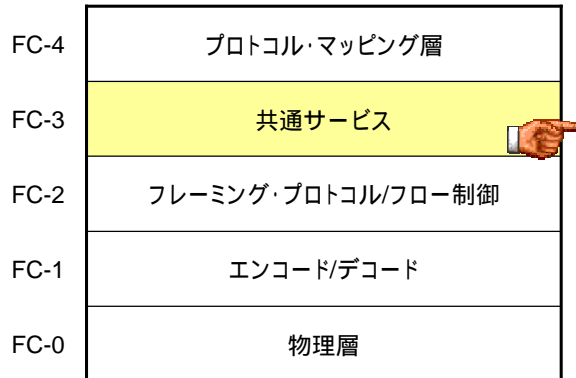 FC-4 プロトコル・マッピング層
FC-3 共通サービス
FC-2 フレーミング・プロトコル/フロー制御
FC-1 エンコード/デコード
FC-0 物理層